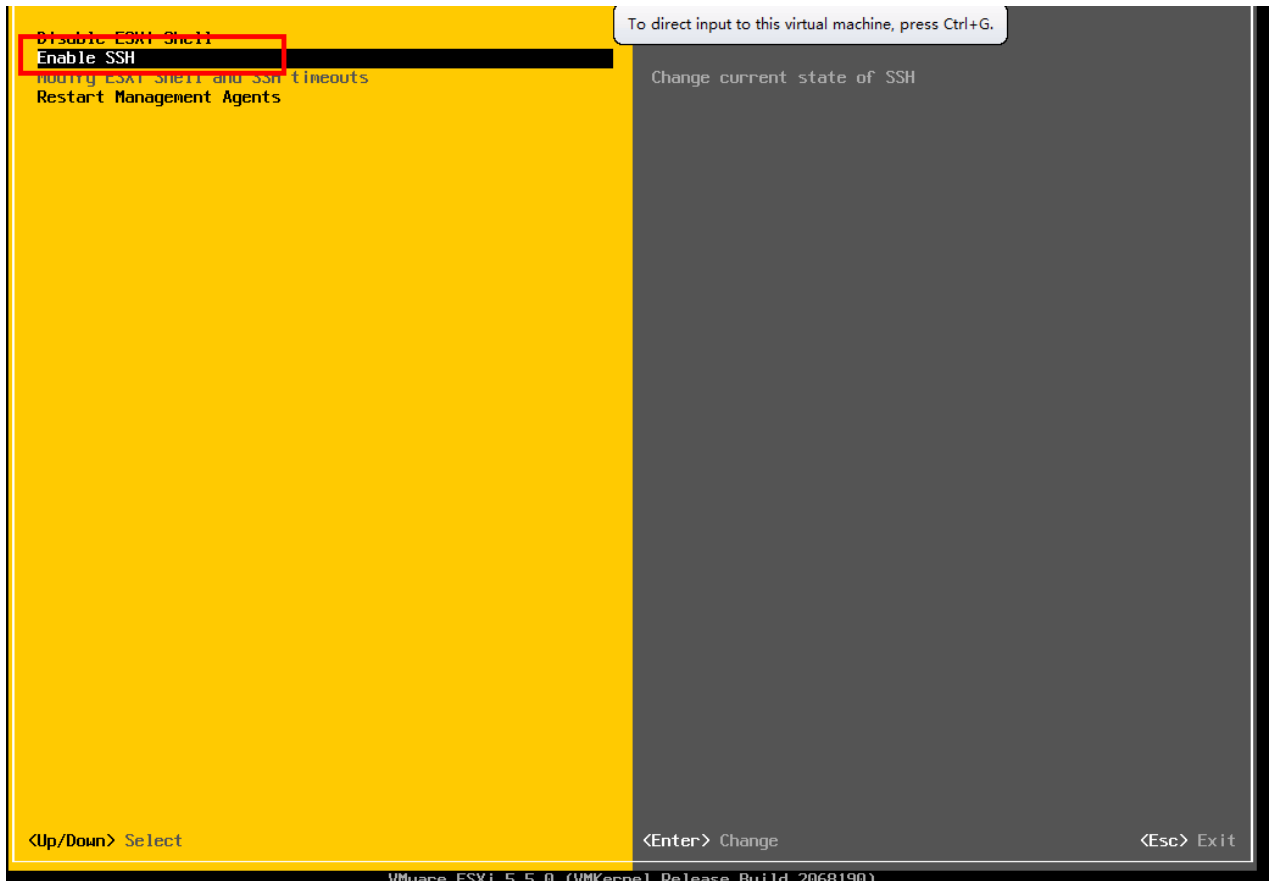 To direct input to this virtual machine, press Ctrl+G.
Disable ESXi Shell
Enable SSH
Modify ESXi Shell and SSH timeouts
Restart Management Agents
Change current state of SSH
<Up/Down> Select
<Enter> Change
<Esc> Exit
VMware ESXi 5.5.0 (VMKernel Release Build 2068190)